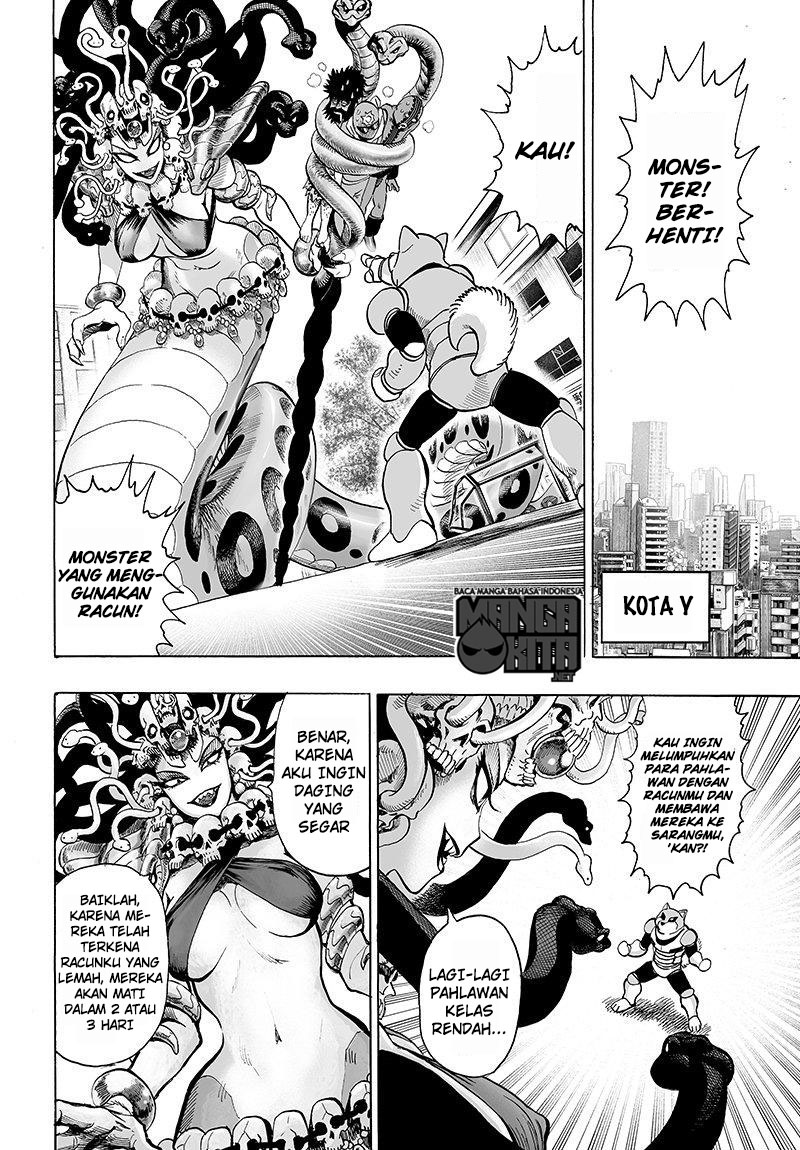 MONS-
TER!
BER-
HENTI!
KOTA Y
KAU!
MONSTER
YANG MENG-
GUNAKAN
RACUN!
BACA MANGA BAHASA INDONESIA
MANGA
KITA
.NET
KAU INGIN
MELUMPUHKAN
PARA PAHLA-
WAN DENGAN
RACUNMU DAN
MEMBAWA
MEREKA KE
SARANGMU,
'KAN?!
LAGI-LAGI
PAHLAWAN
KELAS
RENDAH...
BENAR,
KARENA
AKU INGIN
DAGING
YANG
SEGAR
BAIKLAH,
KARENA ME-
REKA TELAH
TERKENA
RACUNKU YANG
LEMAH, MEREKA
AKAN MATI
DALAM 2 ATAU
3 HARI